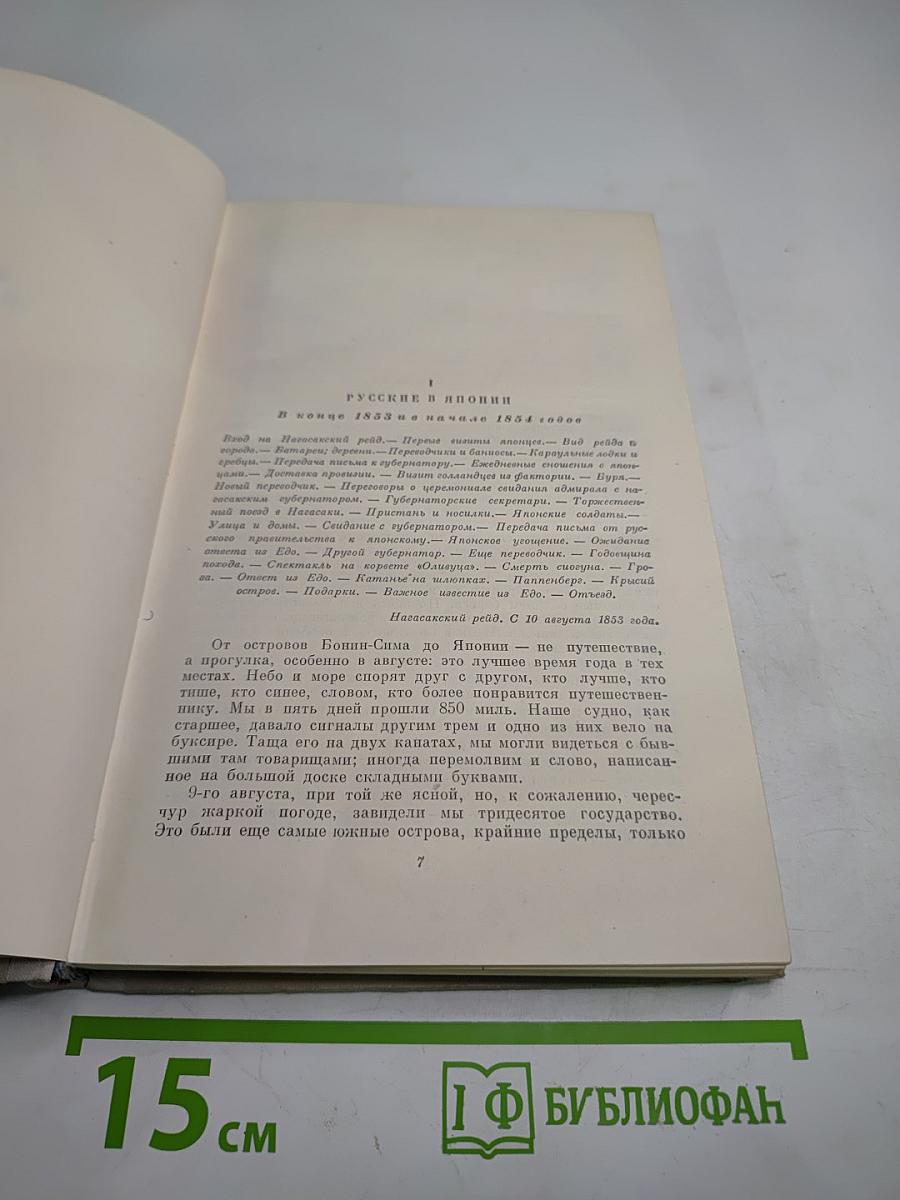 I
РУССКИЕ В ЯПОНИИ
В конце 1853 и в начале 1854 годов
Вход на Нагасакский рейд.— Первые визиты японцев.— Вид рейда и
города.— Батареи; деревни.— Переводчики и баниосы.— Караульные лодки и
гребцы.— Передача письма к губернатору.— Ежедневные сношения с япон-
цами.— Доставка провизии. — Визит голландцев из фактории. — Буря.—
Новый переводчик. — Переговоры о церемониале свидания адмирала с на-
гасакским губернатором. — Губернаторские секретари. — Торжествен-
ный поезд в Нагасаки. — Пристань и носилки.— Японские солдаты.—
Улица и домы. — Свидание с губернатором.— Передача письма от рус-
ского правительства к японскому.— Японское угощение. — Ожидание
ответа из Едо. — Другой губернатор. — Еще переводчик. — Годовщина
похода. — Спектакль на корвете «Оливуца». — Смерть сиогуна. — Гро-
за. — Ответ из Едо. — Катанье на шлюпках. — Паппенберг. — Крысий
остров. — Подарки. — Важное известие из Едо. — Отъезд.
Нагасакский рейд. С 10 августа 1853 года.
От островов Бонин-Сима до Японии — не путешествие,
а прогулка, особенно в августе: это лучшее время года в тех
местах. Небо и море спорят друг с другом, кто лучше, кто
тише, кто синее, словом, кто более понравится путешествен-
нику. Мы в пять дней прошли 850 миль. Наше судно, как
старшее, давало сигналы другим трем и одно из них вело на
буксире. Таща его на двух канатах, мы могли видеться с быв-
шими там товарищами; иногда перемолвим и слово, написан-
ное на большой доске складными буквами.
9-го августа, при той же ясной, но, к сожалению, черес-
чур жаркой погоде, завидели мы тридесятое государство.
Это были еще самые южные острова, крайние пределы, только
7
15 см
І Ф БУБЛИОФАН